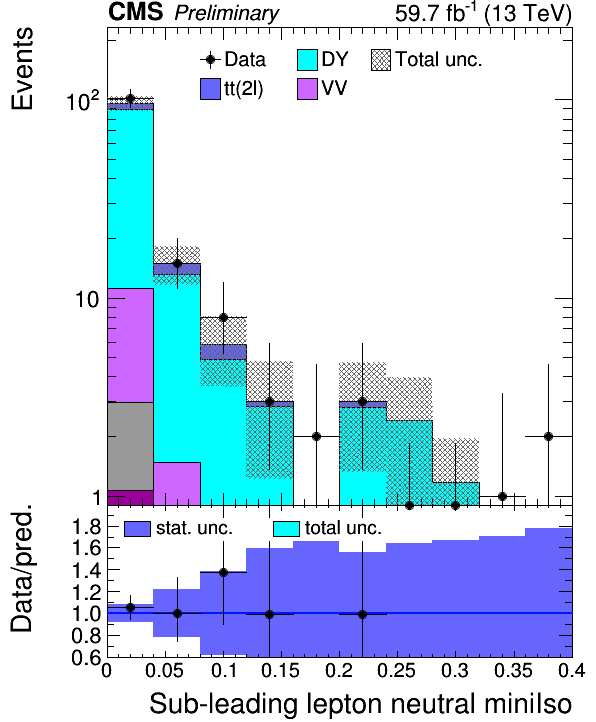 CMS Preliminary 59.7 fb⁻¹ (13 TeV)
Events
Data DY Total unc.
tt(2l) VV
10²
10
1
Data/pred.
stat. unc. total unc.
1.8
1.6
1.4
1.2
1.0
0.8
0.6
0 0.05 0.1 0.15 0.2 0.25 0.3 0.35 0.4
Sub-leading lepton neutral miniIso